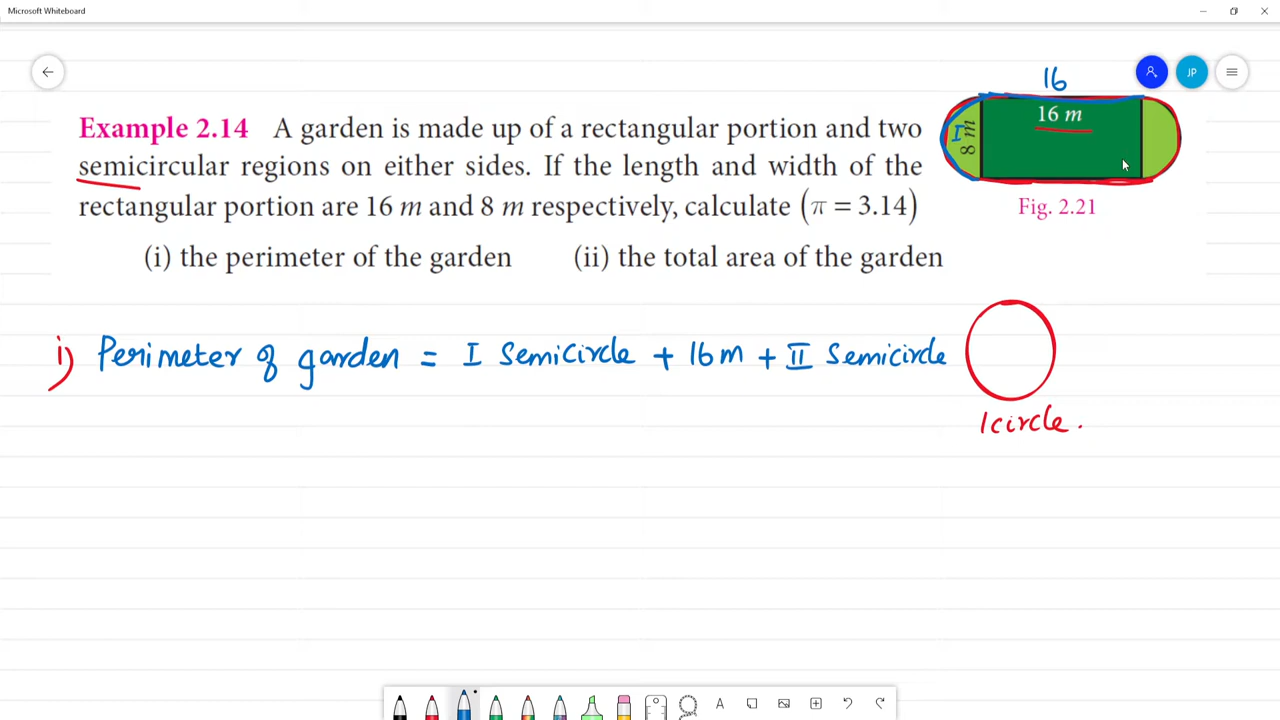 Microsoft Whiteboard
16
JP
Example 2.14 A garden is made up of a rectangular portion and two
semicircular regions on either sides. If the length and width of the
rectangular portion are 16 m and 8 m respectively, calculate (π = 3.14)
(i) the perimeter of the garden (ii) the total area of the garden
16 m
I
8 m
Fig. 2.21
i) Perimeter of garden = I Semicircle + 16m + II Semicircle
1circle.
A